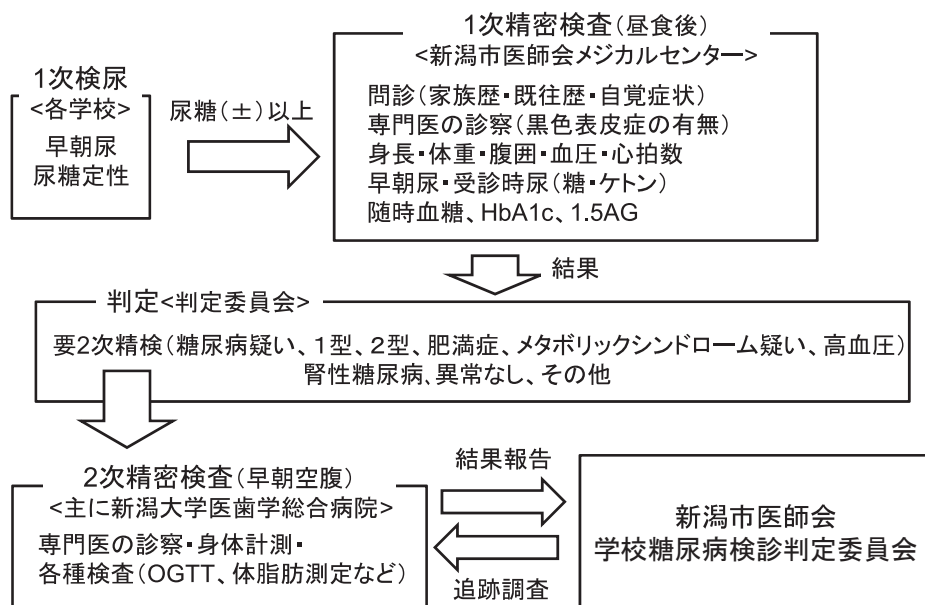 1次検尿
<各学校>
早朝尿
尿糖定性
尿糖(±)以上
1次精密検査(昼食後)
<新潟市医師会メジカルセンター>
問診(家族歴・既往歴・自覚症状)
専門医の診察(黒色表皮症の有無)
身長・体重・腹囲・血圧・心拍数
早朝尿・受診時尿(糖・ケトン)
随時血糖、HbA1c、1.5AG
結果
判定<判定委員会>
要2次精検(糖尿病疑い、1型、2型、肥満症、メタボリックシンドローム疑い、高血圧)
腎性糖尿病、異常なし、その他
2次精密検査(早朝空腹)
<主に新潟大学医歯学総合病院>
専門医の診察・身体計測・
各種検査(OGTT、体脂肪測定など)
結果報告
追跡調査
新潟市医師会
学校糖尿病検診判定委員会